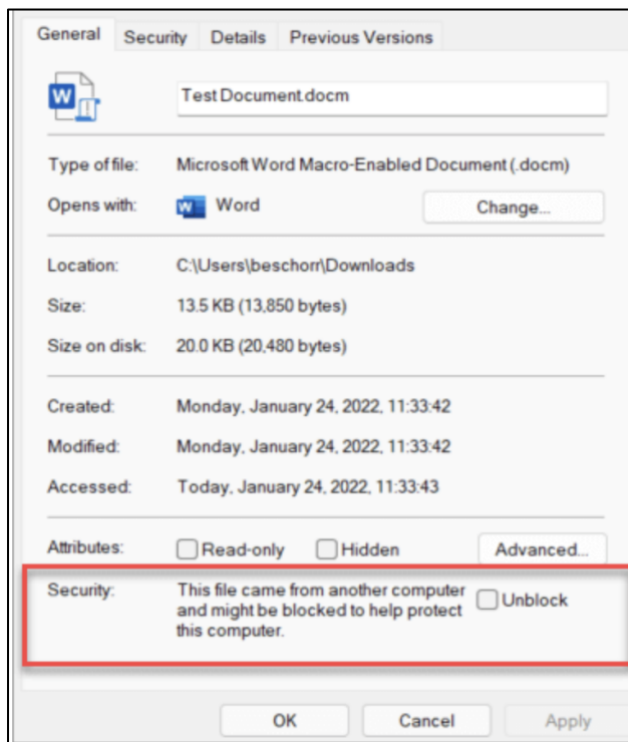 General Security Details Previous Versions
Test Document.docm
Type of file: Microsoft Word Macro-Enabled Document (.docm)
Opens with: Word Change...
Location: C:\Users\beschorr\Downloads
Size: 13.5 KB (13,850 bytes)
Size on disk: 20.0 KB (20,480 bytes)
Created: Monday, January 24, 2022, 11:33:42
Modified: Monday, January 24, 2022, 11:33:42
Accessed: Today, January 24, 2022, 11:33:43
Attributes: Read-only Hidden Advanced...
Security: This file came from another computer
and might be blocked to help protect
this computer.
Unblock
OK Cancel Apply